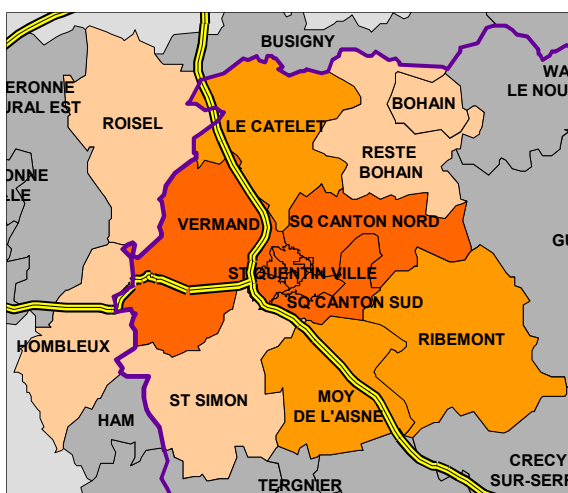 BUSIGNY
ERONNE
URAL EST
WA
LE NOU
BOHAIN
ROISEL
LE CATELET
RESTE
BOHAIN
ONNE
LLE
VERMAND
SQ CANTON NORD
GU
ST QUENTIN VILLE
SQ CANTON SUD
HOMBLEUX
RIBEMONT
ST SIMON
MOY
DE L'AISNE
HAM
CRECY
SUR-SERR
TERGNIER